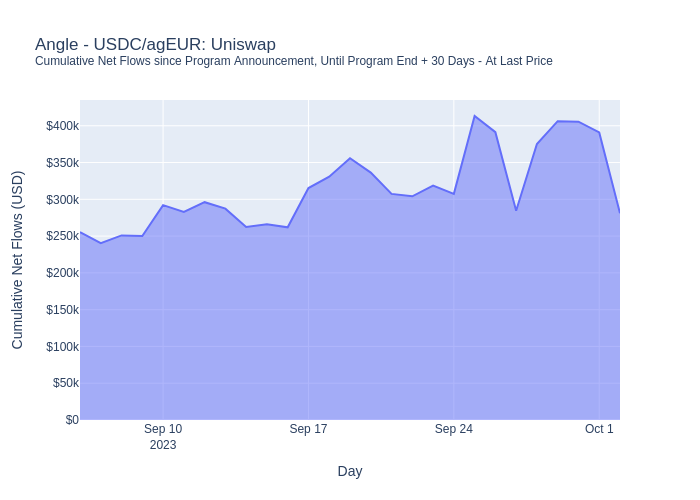 Angle - USDC/agEUR: Uniswap
Cumulative Net Flows since Program Announcement, Until Program End + 30 Days - At Last Price
Cumulative Net Flows (USD)
$400k
$350k
$300k
$250k
$200k
$150k
$100k
$50k
$0
Sep 10
2023
Sep 17
Sep 24
Oct 1
Day